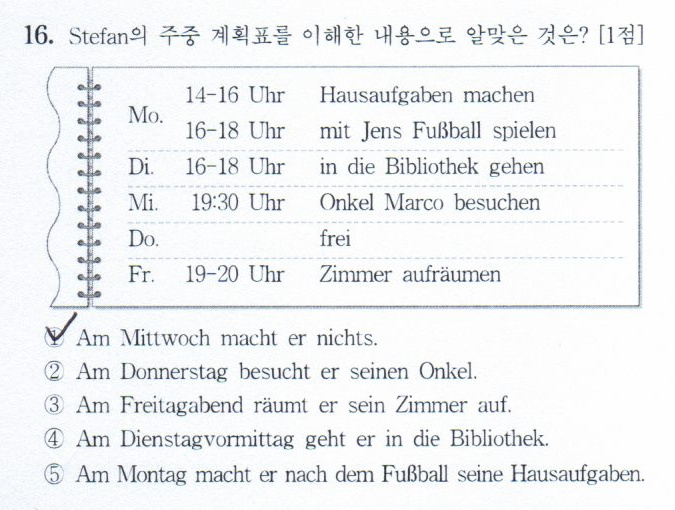 16. Stefan의 주중 계획표를 이해한 내용으로 알맞은 것은? [1점]
Mo. 14-16 Uhr Hausaufgaben machen
16-18 Uhr mit Jens Fußball spielen
Di. 16-18 Uhr in die Bibliothek gehen
Mi. 19:30 Uhr Onkel Marco besuchen
Do. frei
Fr. 19-20 Uhr Zimmer aufräumen
① Am Mittwoch macht er nichts.
② Am Donnerstag besucht er seinen Onkel.
③ Am Freitagabend räumt er sein Zimmer auf.
④ Am Dienstagvormittag geht er in die Bibliothek.
⑤ Am Montag macht er nach dem Fußball seine Hausaufgaben.